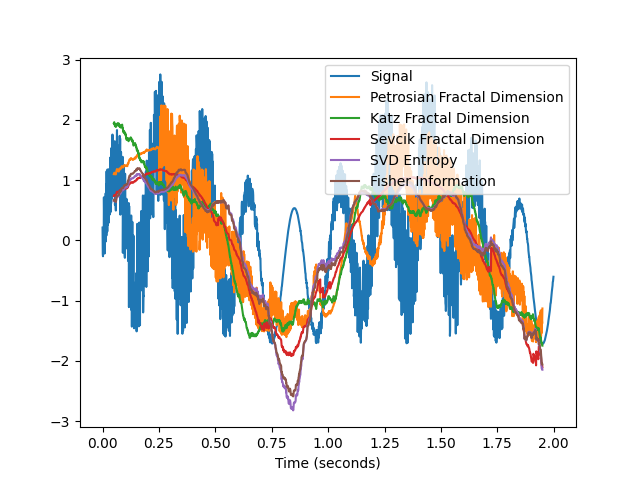 3
2
1
0
−1
−2
−3
Signal
Petrosian Fractal Dimension
Katz Fractal Dimension
Sevcik Fractal Dimension
SVD Entropy
Fisher Information
0.00 0.25 0.50 0.75 1.00 1.25 1.50 1.75 2.00
Time (seconds)